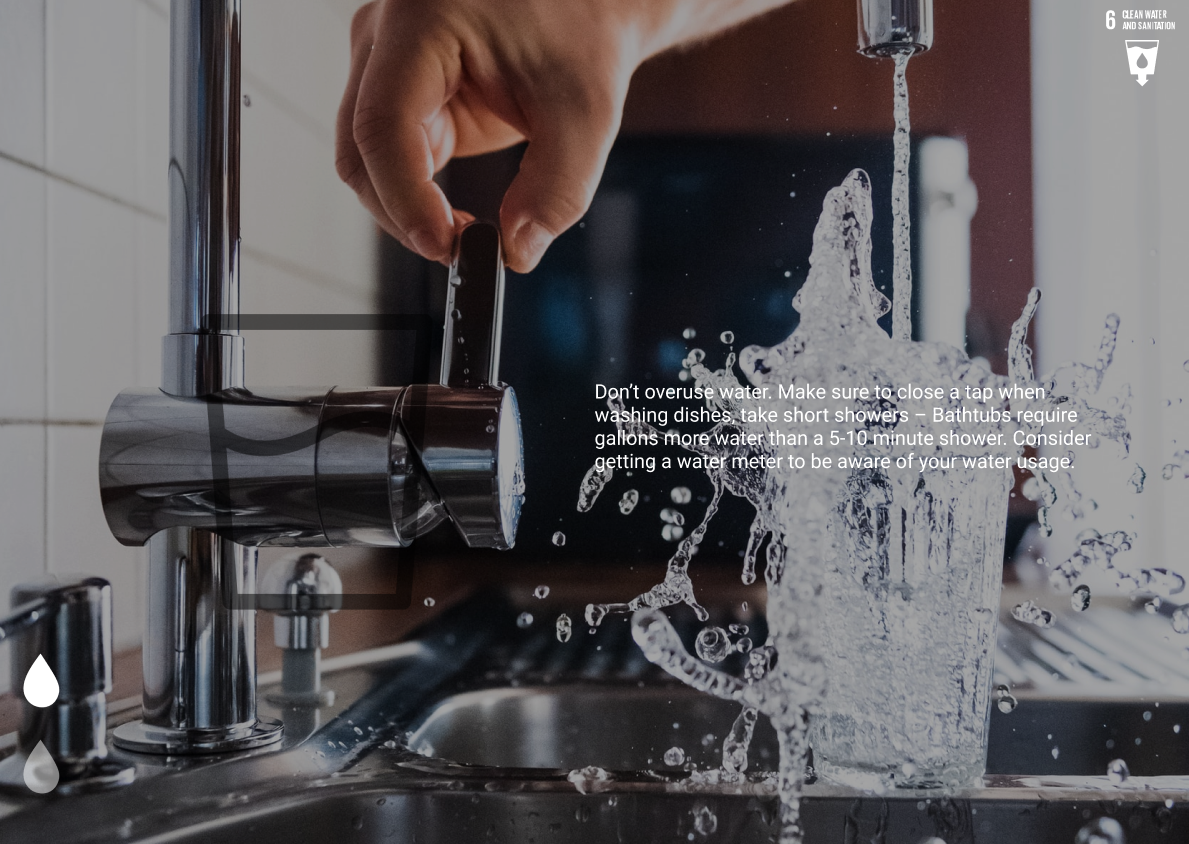 6 CLEAN WATER
AND SANITATION
Don’t overuse water. Make sure to close a tap when
washing dishes, take short showers – Bathtubs require
gallons more water than a 5-10 minute shower. Consider
getting a water meter to be aware of your water usage.